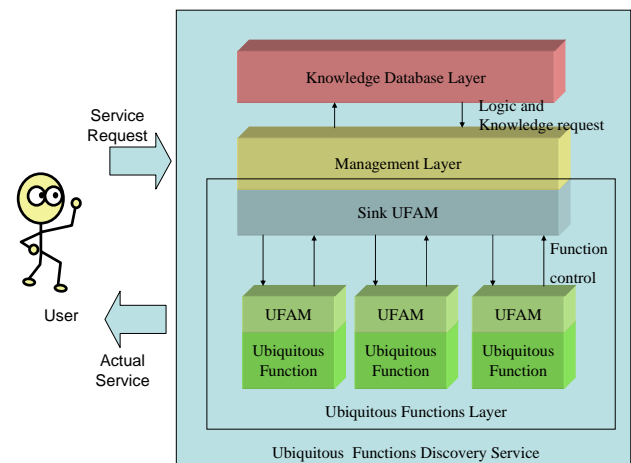 Knowledge Database Layer
Service
Request
Logic and
Knowledge request
Management Layer
Sink UFAM
Function
control
UFAM
UFAM
UFAM
Ubiquitous
Function
Ubiquitous
Function
Ubiquitous
Function
User
Actual
Service
Ubiquitous Functions Layer
Ubiquitous Functions Discovery Service